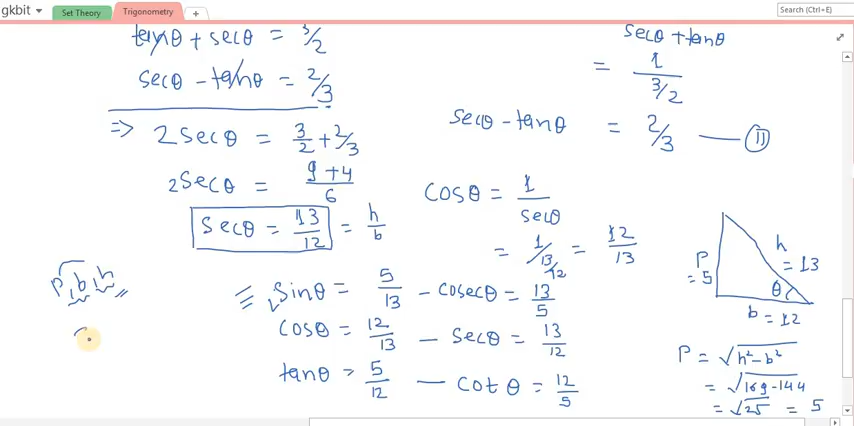 gkbit
Set Theory
Trigonometry
+
Search (Ctrl+E)
tanθ + secθ = 3/2
secθ - tanθ = 2/3
⇒ 2secθ = 3/2 + 2/3
2secθ = 9+4/6
secθ = 13/12 = h/b
P, b, h
secθ + tanθ
= 1/(3/2)
secθ - tanθ = 2/3 — (II)
cosθ = 1/secθ
= 1/(13/12) = 12/13
sinθ = 5/13 - cosecθ = 13/5
cosθ = 12/13 - secθ = 13/12
tanθ = 5/12 - cotθ = 12/5
P = 5
h = 13
θ
b = 12
P = √h²-b²
= √169-144
= √25 = 5